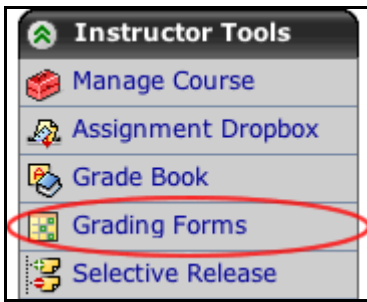 Instructor Tools
Manage Course
Assignment Dropbox
Grade Book
Grading Forms
Selective Release